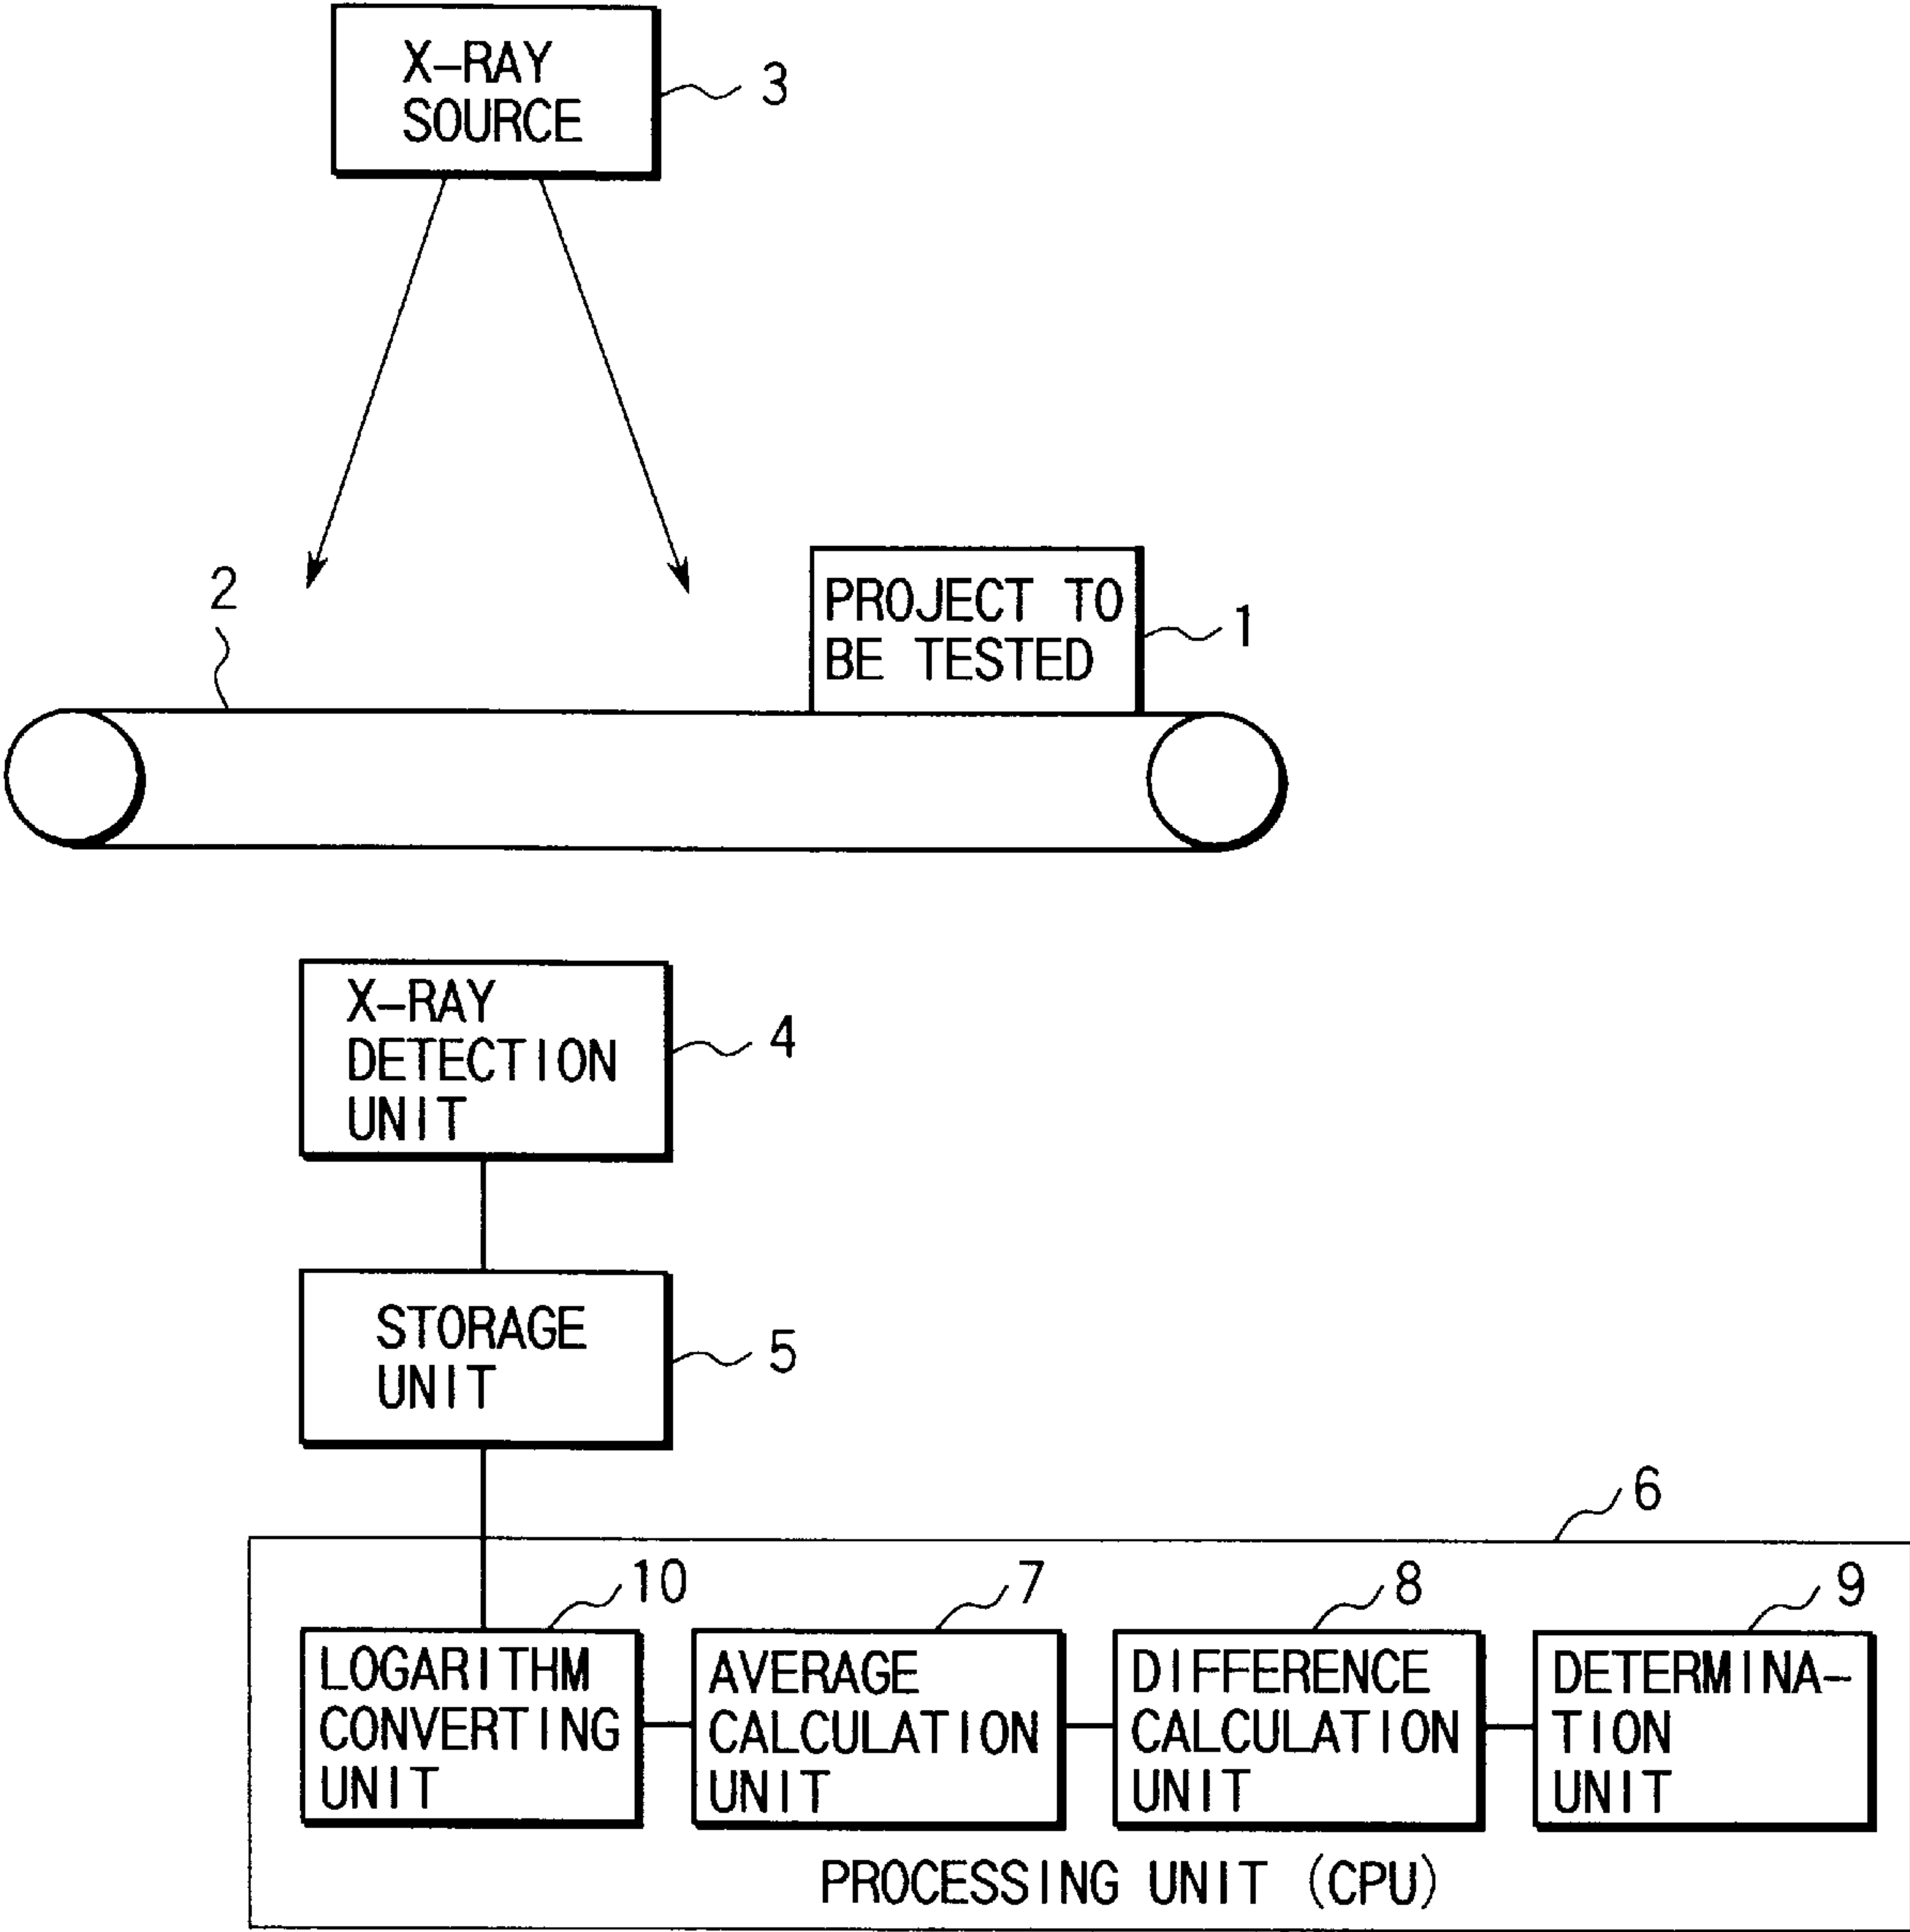 X-RAY
SOURCE
3
2
PROJECT TO
BE TESTED
1
X-RAY
DETECTION
UNIT
4
STORAGE
UNIT
5
6
10
7
8
9
LOGARITHM
CONVERTING
UNIT
AVERAGE
CALCULATION
UNIT
DIFFERENCE
CALCULATION
UNIT
DETERMINA-
TION
UNIT
PROCESSING UNIT (CPU)